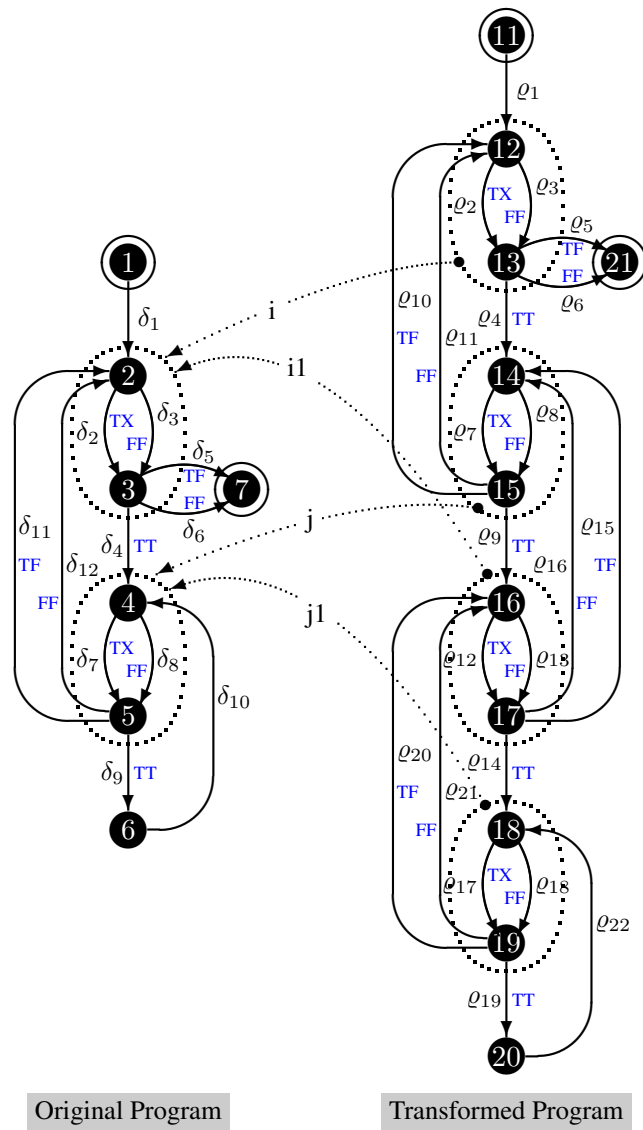 11
ϱ1
12
ϱ2 TX FF ϱ3
ϱ5
TF
13
FF
21
ϱ6
1
i
ϱ10 ϱ11 ϱ4 TT
δ1
TF
FF
i1
2
14
δ2 TX FF δ3
ϱ7 TX FF ϱ8
δ5
TF
3
FF
7
15
δ6
δ11 δ12 δ4 TT
j
ϱ9 TT ϱ16 ϱ15
TF
FF
TF
FF
4
j1
16
δ7 TX FF δ8
ϱ12 TX FF ϱ13
δ10
5
17
δ9 TT
ϱ20 ϱ21 ϱ14 TT
TF
FF
6
18
ϱ17 TX FF ϱ18
ϱ22
19
ϱ19 TT
20
Original Program
Transformed Program